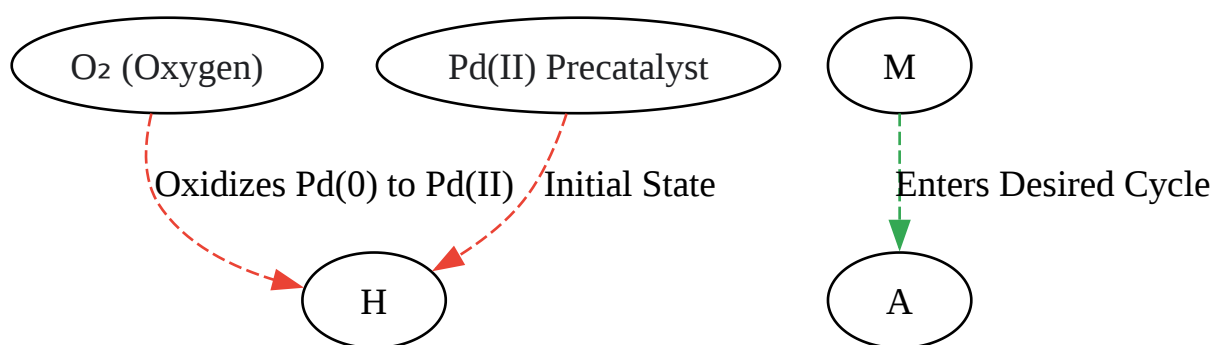 O₂ (Oxygen)
Pd(II) Precatalyst
M
Oxidizes Pd(0) to Pd(II)
Initial State
Enters Desired Cycle
H
A